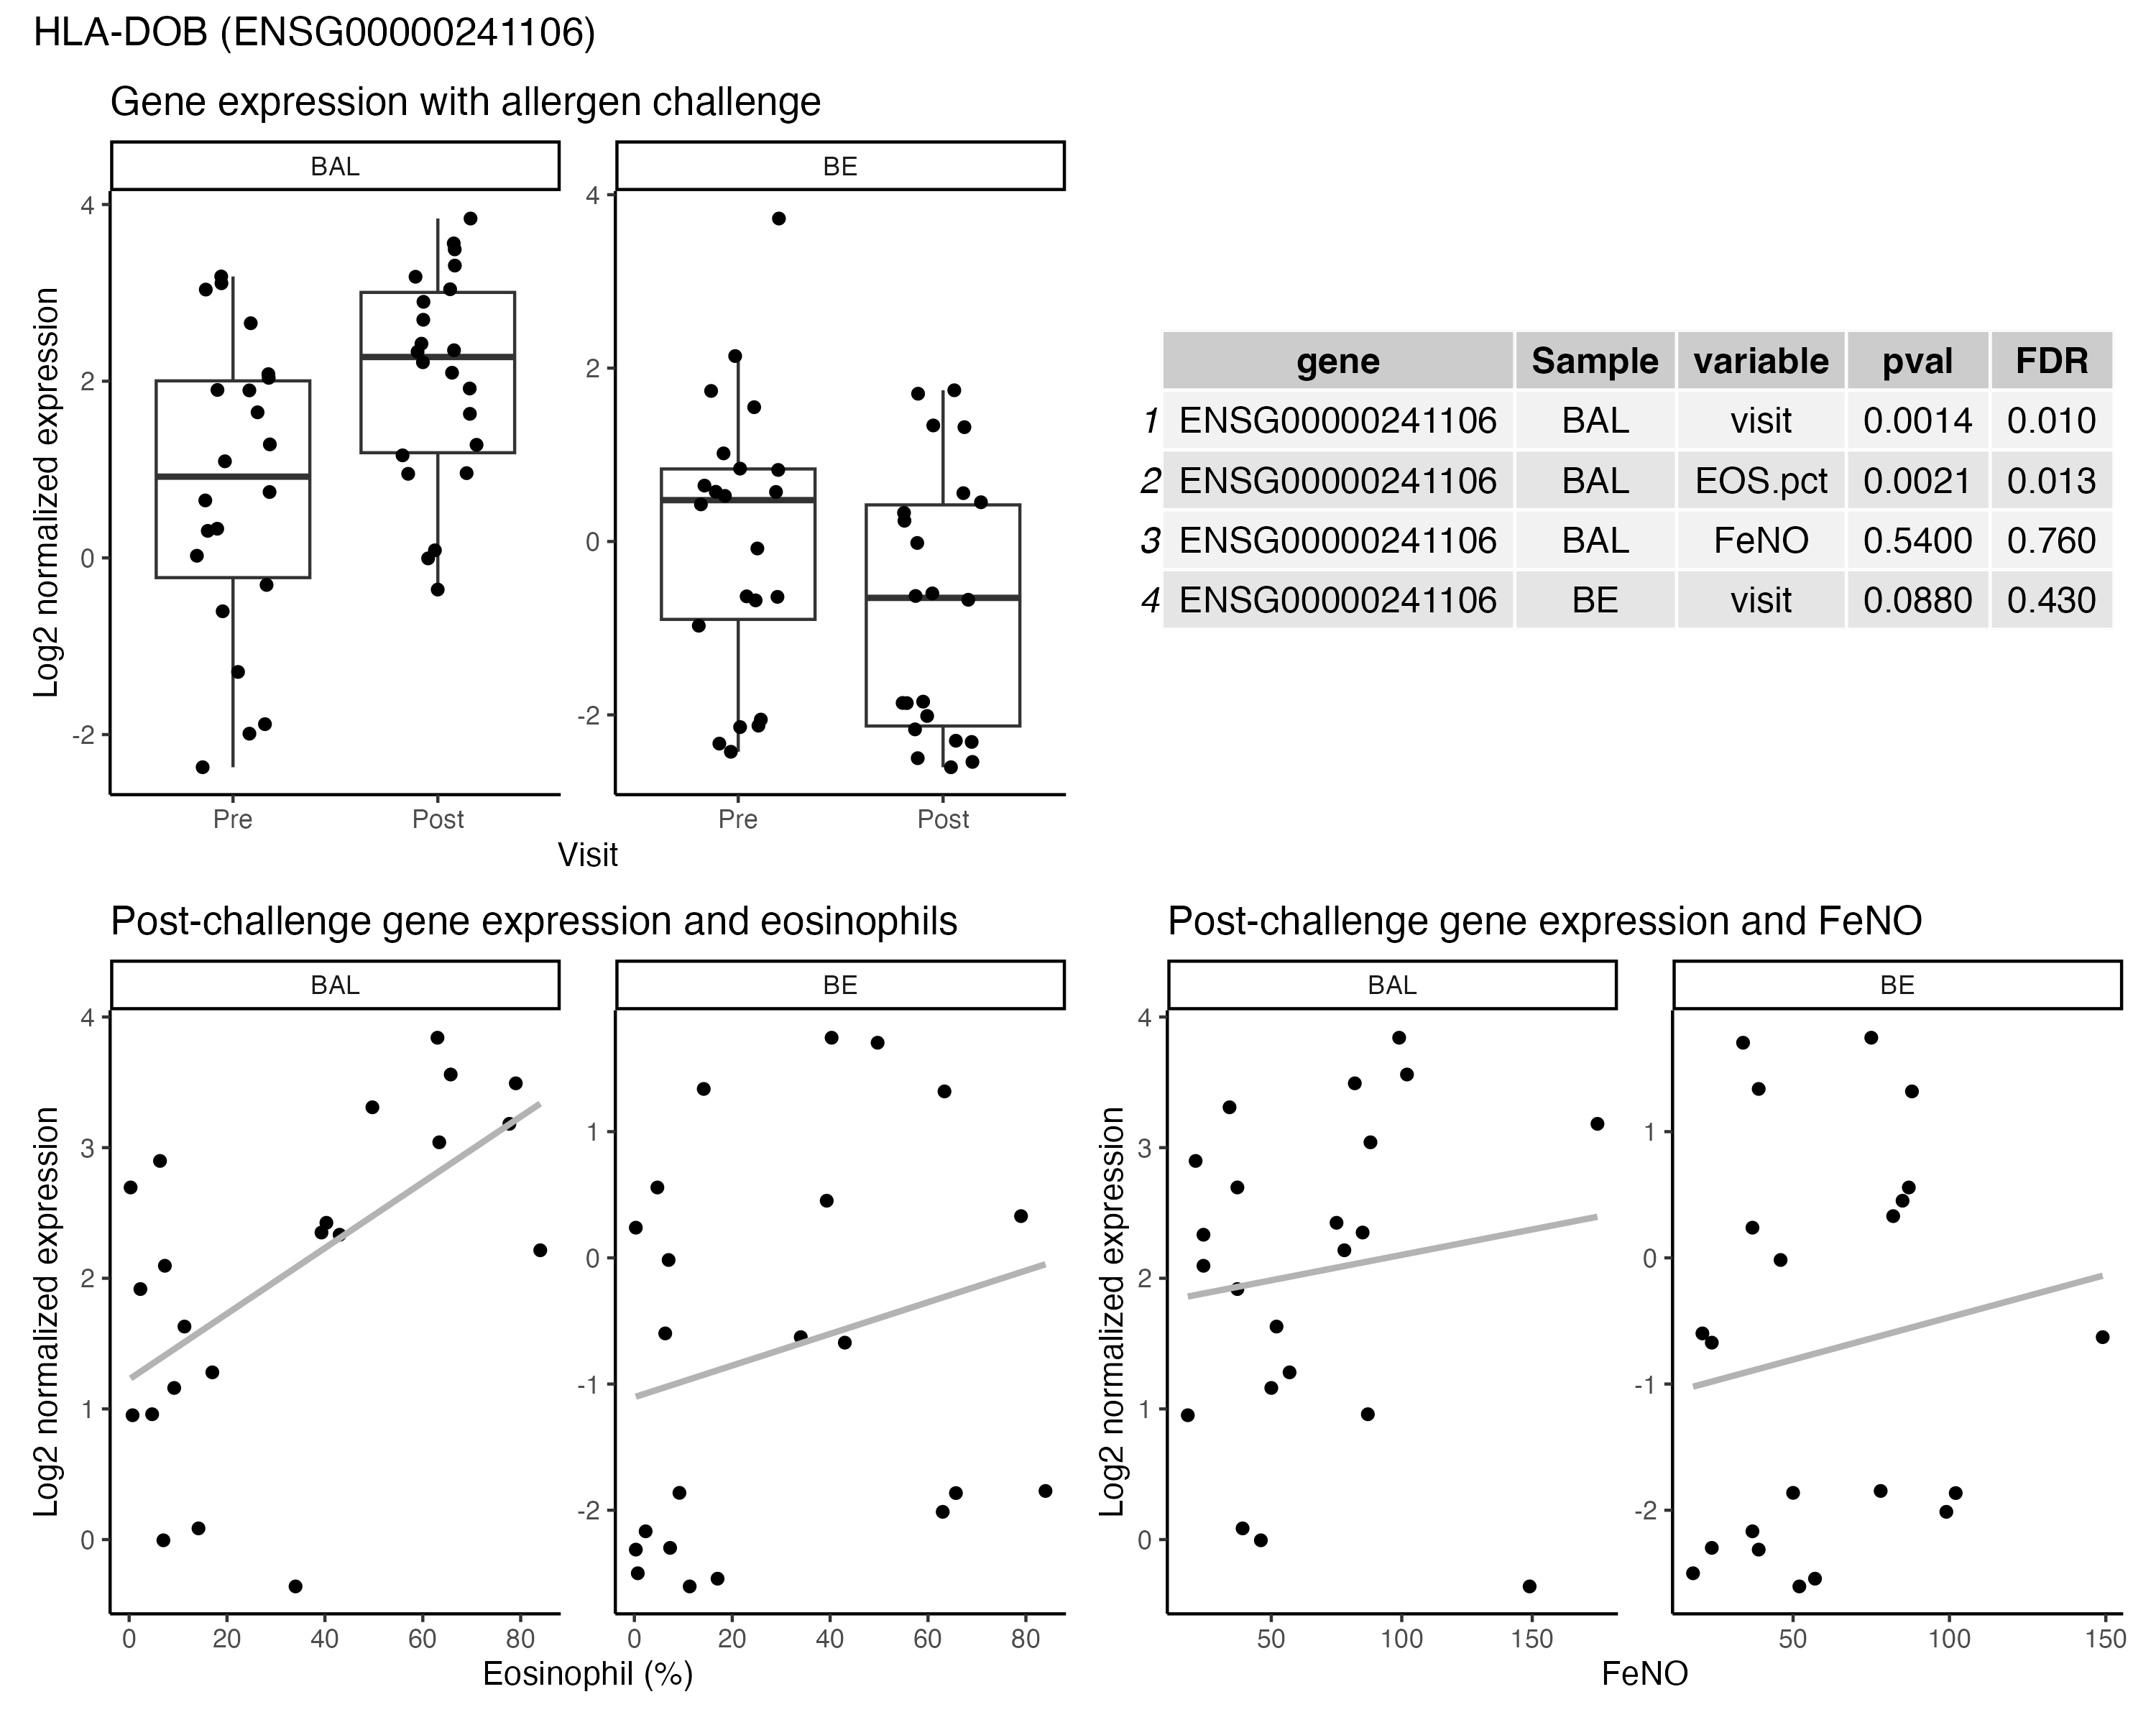 HLA-DOB (ENSG00000241106)
Gene expression with allergen challenge
BAL
BE
Log2 normalized expression
4
2
0
-2
4
2
0
-2
Pre
Post
Pre
Post
Visit
gene Sample variable pval FDR
1 ENSG00000241106 BAL visit 0.0014 0.010
2 ENSG00000241106 BAL EOS.pct 0.0021 0.013
3 ENSG00000241106 BAL FeNO 0.5400 0.760
4 ENSG00000241106 BE visit 0.0880 0.430
Post-challenge gene expression and eosinophils
BAL
BE
Log2 normalized expression
4
3
2
1
0
1
0
-1
-2
0 20 40 60 80
0 20 40 60 80
Eosinophil (%)
Post-challenge gene expression and FeNO
BAL
BE
Log2 normalized expression
4
3
2
1
0
1
0
-1
-2
50 100 150
50 100 150
FeNO